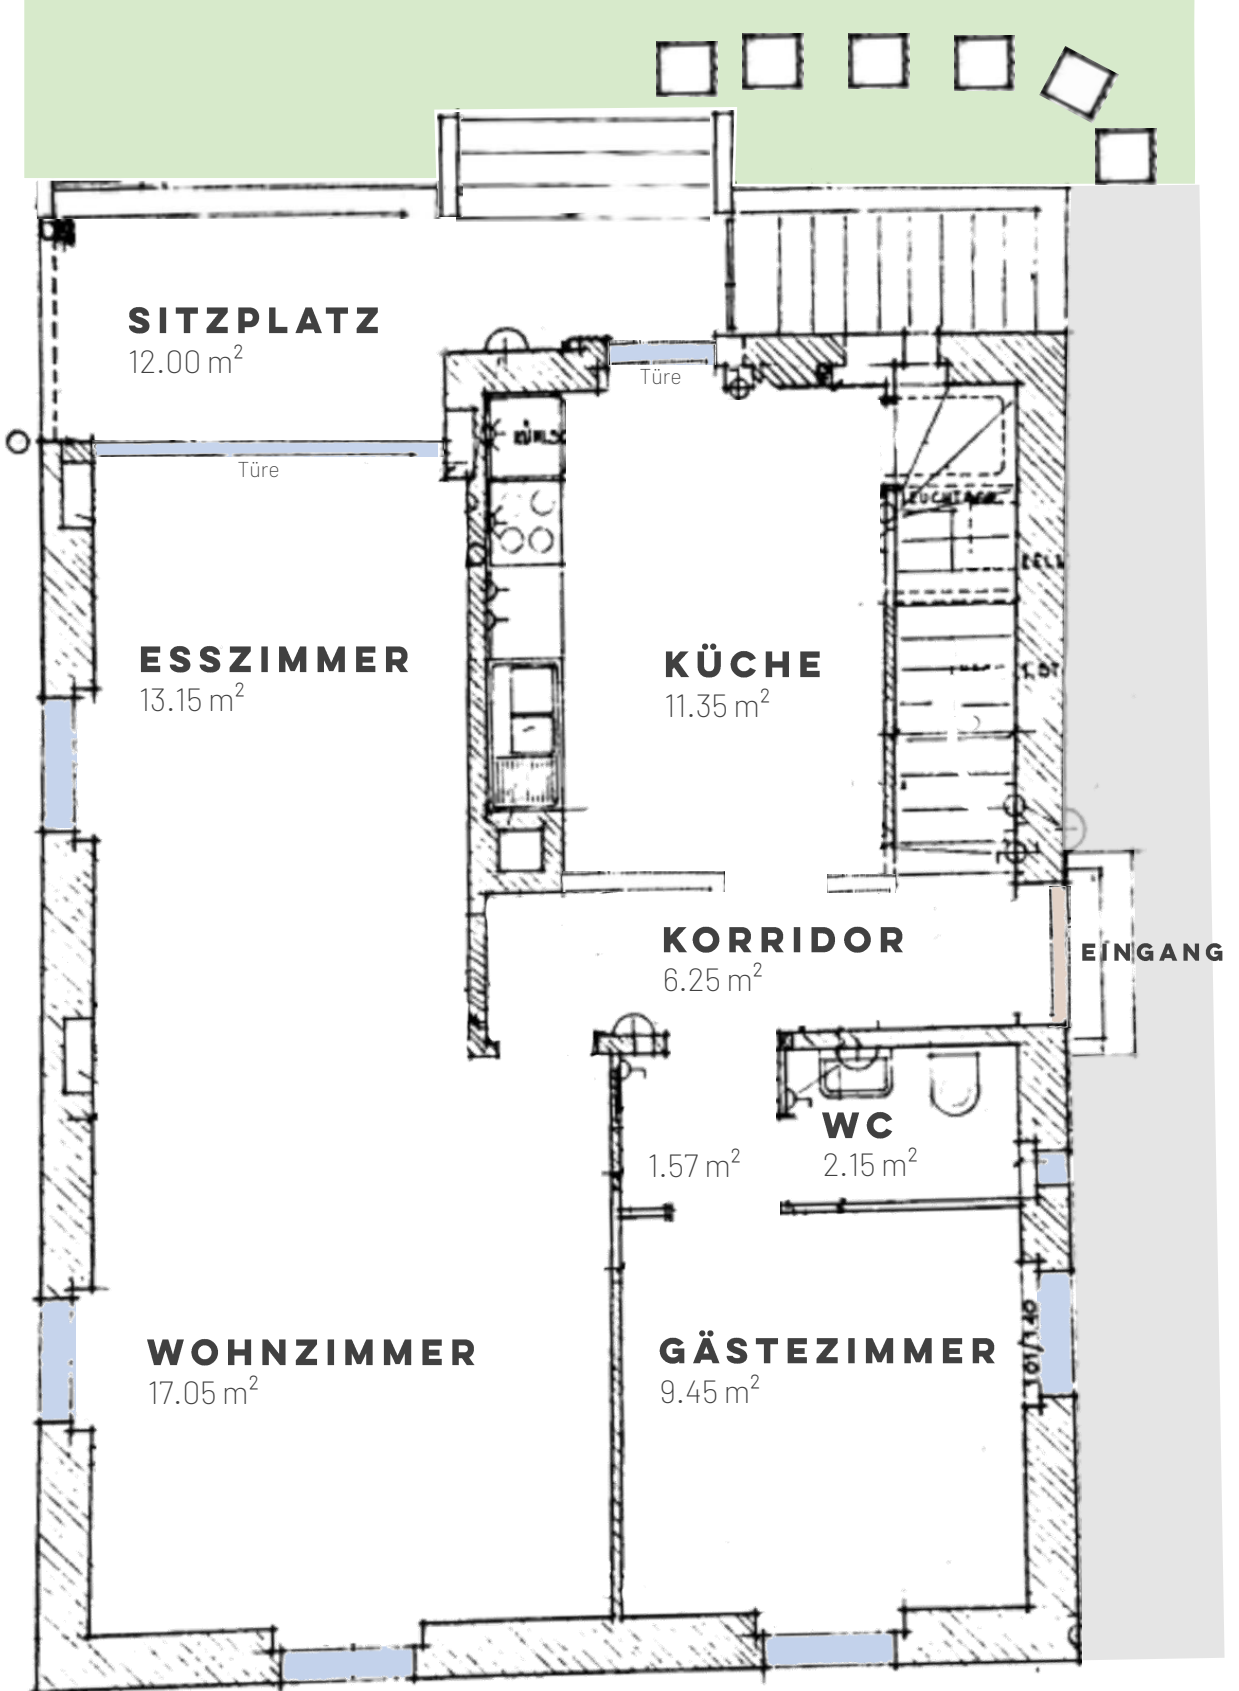 SITZPLATZ
12.00 m²
Türe
Türe
ESSZIMMER
13.15 m²
KÜCHE
11.35 m²
KORRIDOR
6.25 m²
EINGANG
WC
2.15 m²
1.57 m²
WOHNZIMMER
17.05 m²
GÄSTEZIMMER
9.45 m²